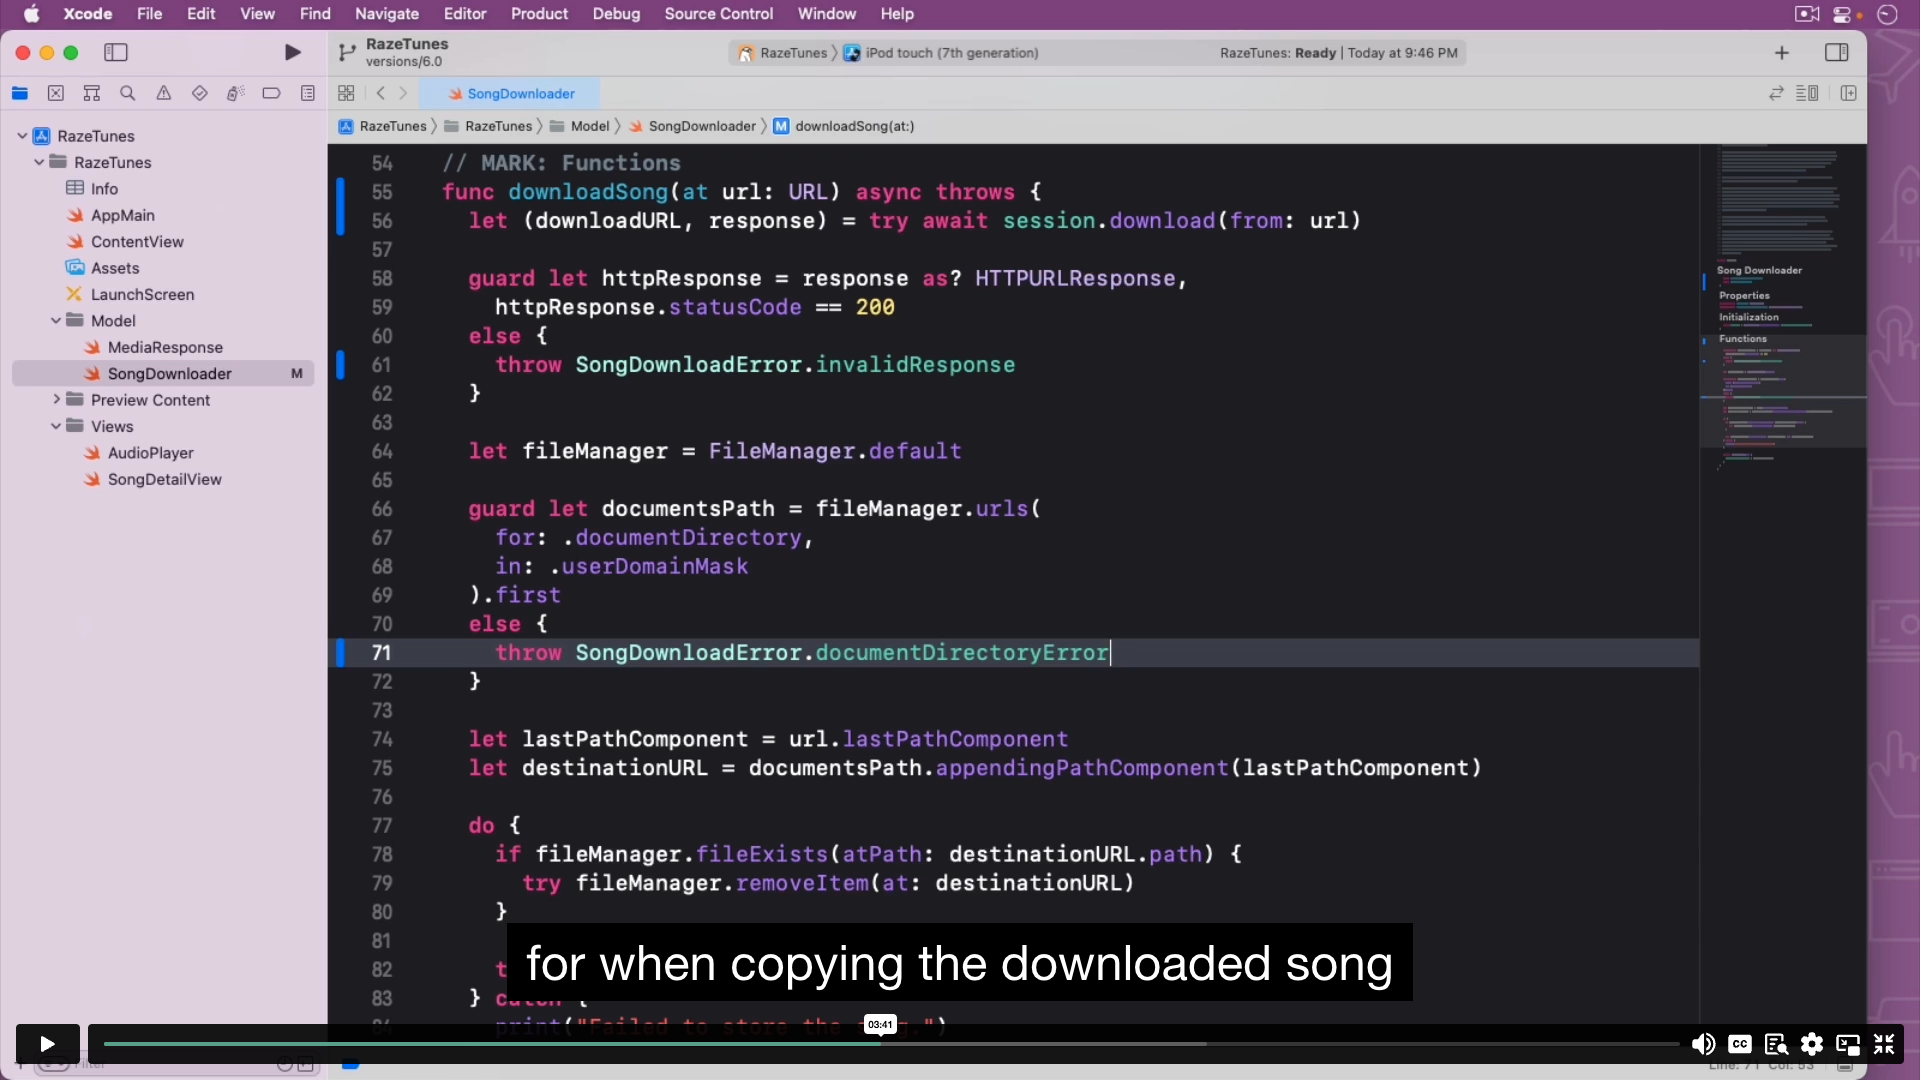 Xcode File Edit View Find Navigate Editor Product Debug Source Control Window Help
RazeTunes
versions/6.0
RazeTunes iPod touch (7th generation) RazeTunes: Ready | Today at 9:46 PM
SongDownloader
RazeTunes RazeTunes Model SongDownloader M downloadSong(at:)
RazeTunes
RazeTunes
Info
AppMain
ContentView
Assets
LaunchScreen
Model
MediaResponse
SongDownloader M
Preview Content
Views
AudioPlayer
SongDetailView
54 // MARK: Functions
55 func downloadSong(at url: URL) async throws {
56 let (downloadURL, response) = try await session.download(from: url)
57
58 guard let httpResponse = response as? HTTPURLResponse,
59 httpResponse.statusCode == 200
60 else {
61 throw SongDownloadError.invalidResponse
62 }
63
64 let fileManager = FileManager.default
65
66 guard let documentsPath = fileManager.urls(
67 for: .documentDirectory,
68 in: .userDomainMask
69 ).first
70 else {
71 throw SongDownloadError.documentDirectoryError
72 }
73
74 let lastPathComponent = url.lastPathComponent
75 let destinationURL = documentsPath.appendingPathComponent(lastPathComponent)
76
77 do {
78 if fileManager.fileExists(atPath: destinationURL.path) {
79 try fileManager.removeItem(at: destinationURL)
80 }
81
82
83 } catch {
84 print("Failed to store the song.")
Song Downloader
Properties
Initialization
Functions
for when copying the downloaded song
03:41
CC
Filter
Line: 71 Col: 53